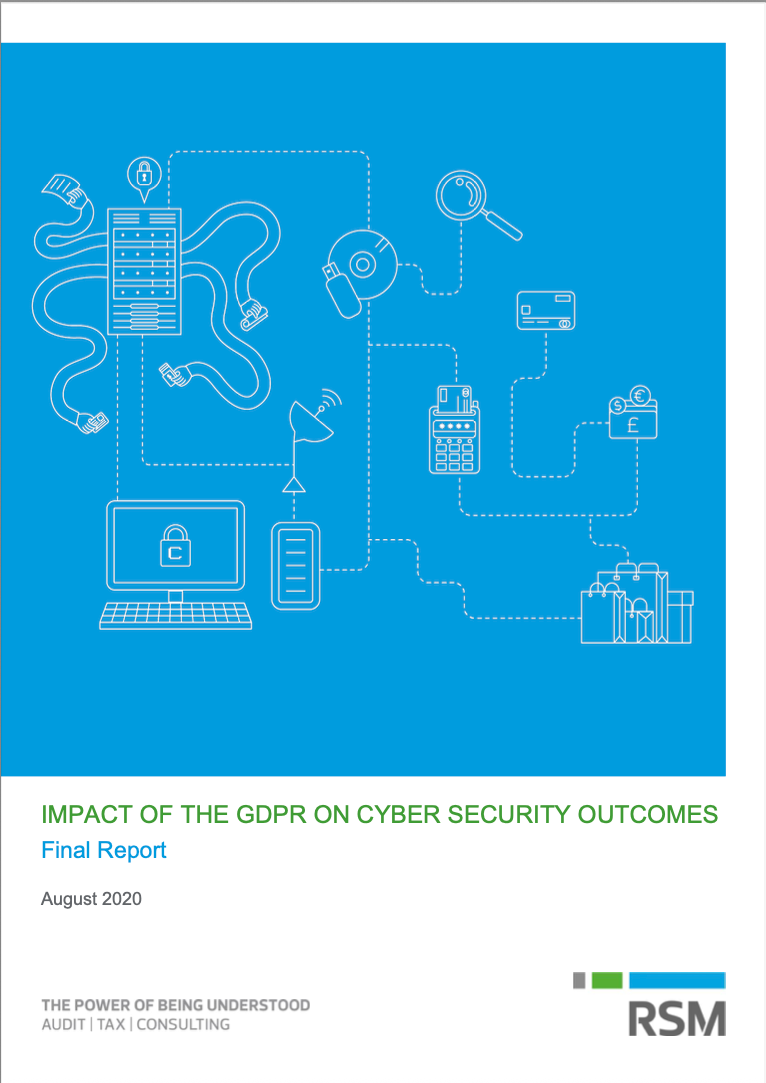 $
€
£
C
IMPACT OF THE GDPR ON CYBER SECURITY OUTCOMES
Final Report
August 2020
THE POWER OF BEING UNDERSTOOD
AUDIT | TAX | CONSULTING
RSM